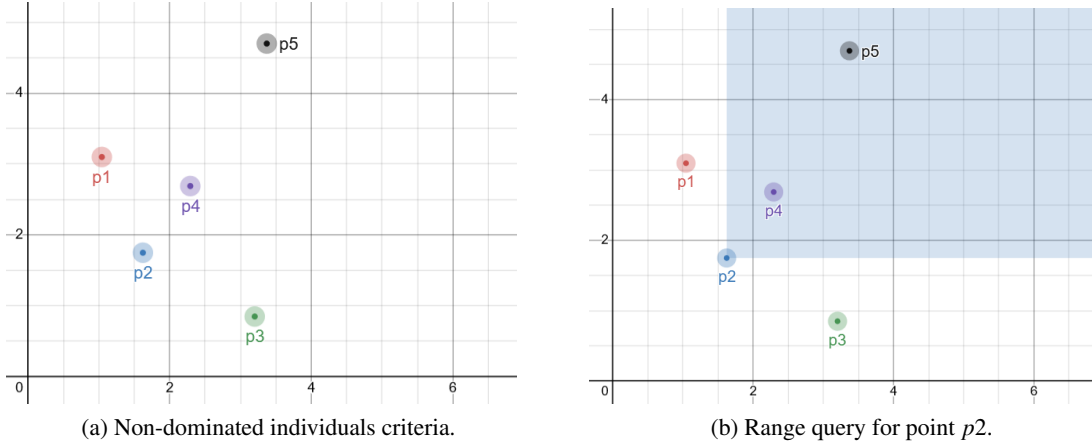 p5
4
p1
p4
2
p2
p3
0
2
4
6
(a) Non-dominated individuals criteria.
p5
4
p1
p4
2
p2
p3
0
2
4
6
(b) Range query for point p2.